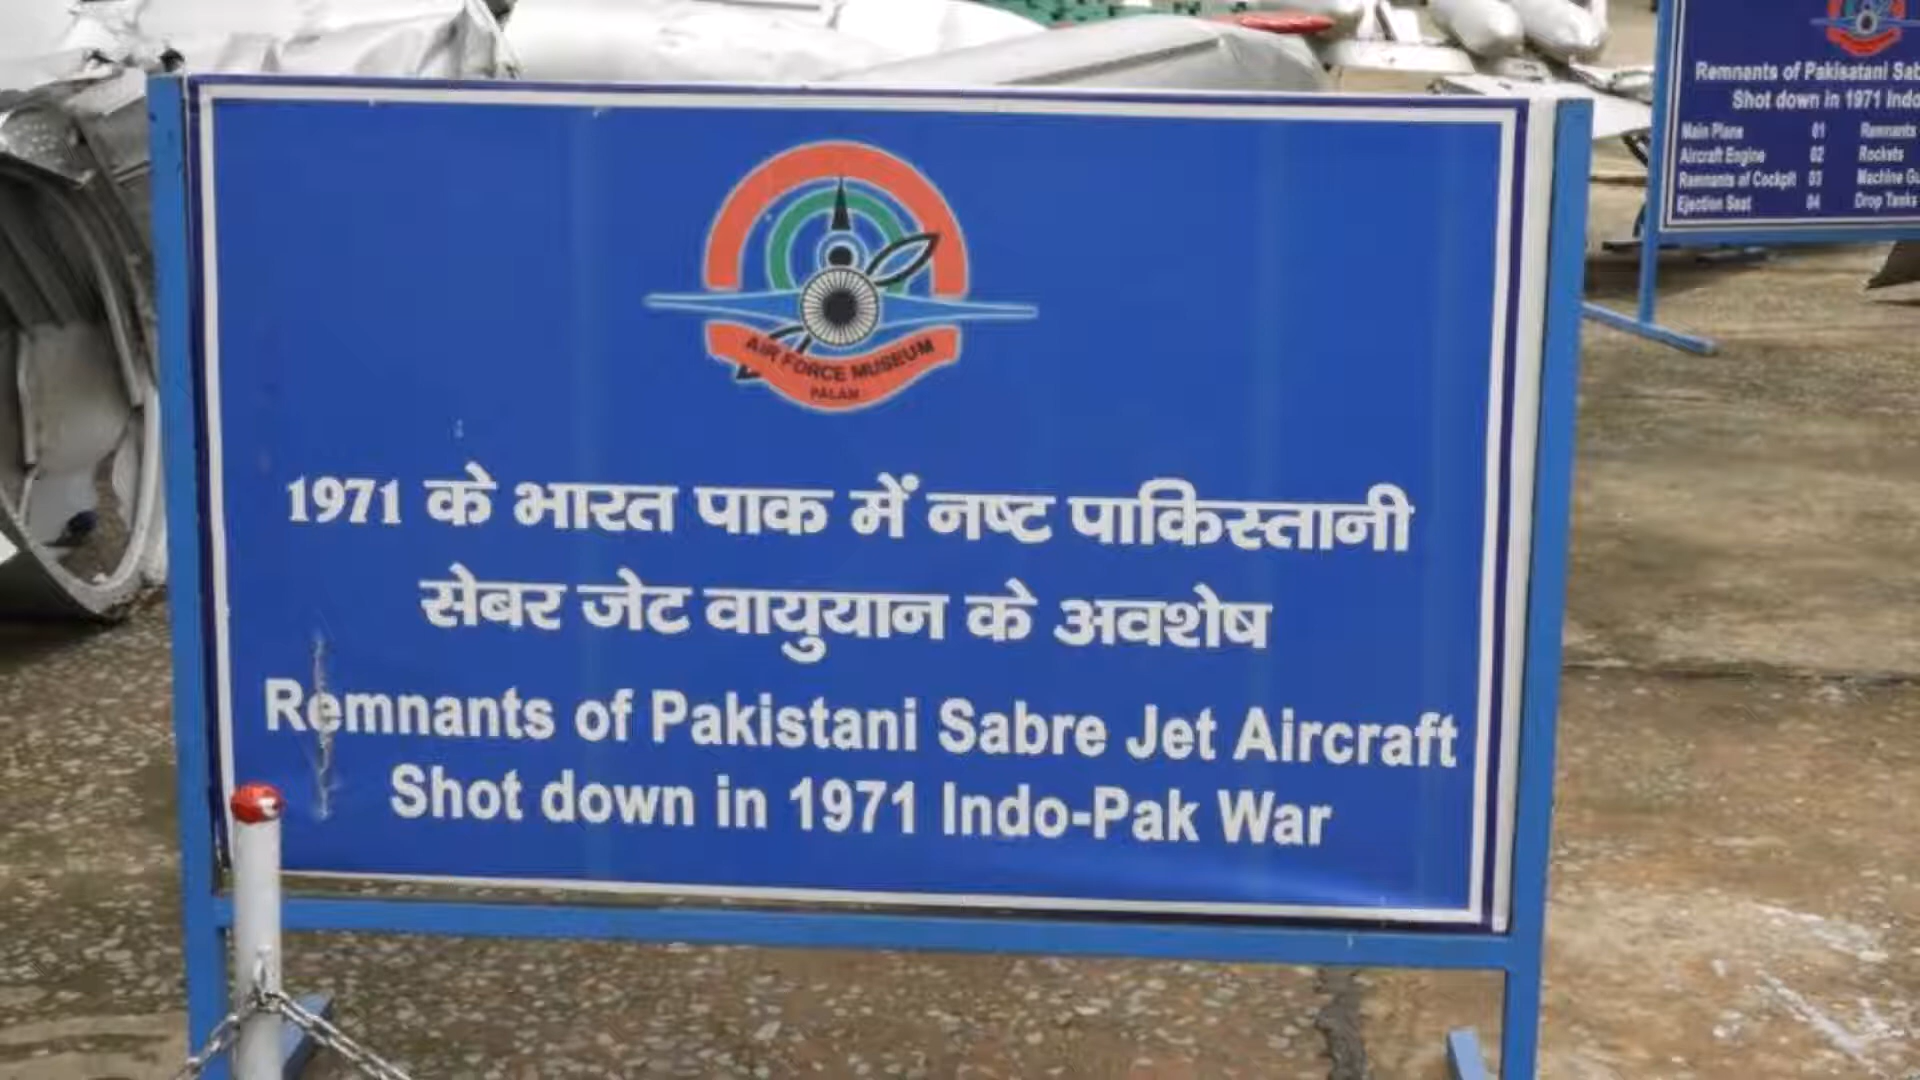 AIR FORCE MUSEUM
PALAM
1971 के भारत पाक में नष्ट पाकिस्तानी
सेबर जेट वायुयान के अवशेष
Remnants of Pakistani Sabre Jet Aircraft
Shot down in 1971 Indo-Pak War
Remnants of Pakisatani
Shot down in 1971 Indo
Main Plane 01 Remnants
Aircraft Engine 02 Rockets
Remnants of Cockpit 03 Machine
Ejection Seat 04 Drop Tanks